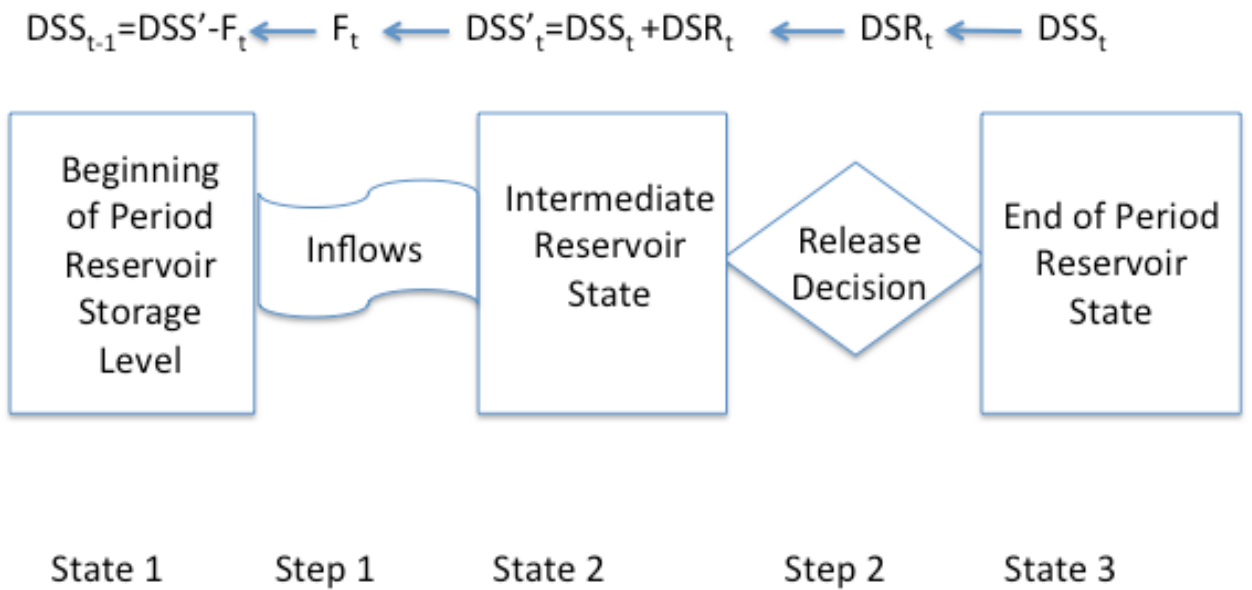 DSSₜ₋₁=DSS’-Fₜ Fₜ DSS’ₜ=DSSₜ+DSRₜ DSRₜ DSSₜ
Beginning
of Period
Reservoir
Storage
Level
Inflows
Intermediate
Reservoir
State
Release
Decision
End of Period
Reservoir
State
State 1 Step 1 State 2 Step 2 State 3